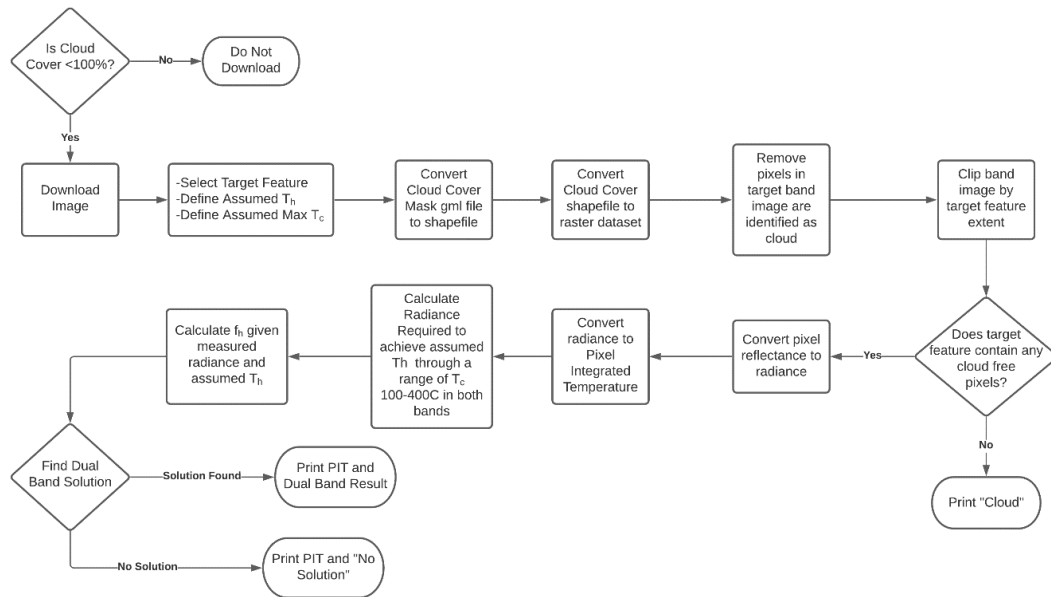 Is Cloud
Cover <100%?
No
Do Not
Download
Yes
Download
Image
-Select Target Feature
-Define Assumed Tₕ
-Define Assumed Max T꜀
Convert
Cloud Cover
Mask gml file
to shapefile
Convert
Cloud Cover
shapefile to
raster dataset
Remove
pixels in
target band
image are
identified as
cloud
Clip band
image by
target feature
extent
Does target
feature contain any
cloud free
pixels?
Yes
No
Print "Cloud"
Convert pixel
reflectance to
radiance
Convert
radiance to
Pixel
Integrated
Temperature
Calculate
Radiance
Required to
achieve assumed
Th through a
range of T꜀
100-400C in both
bands
Calculate fₕ given
measured
radiance and
assumed Tₕ
Find Dual
Band Solution
Solution Found
Print PIT and
Dual Band Result
No Solution
Print PIT and "No
Solution"